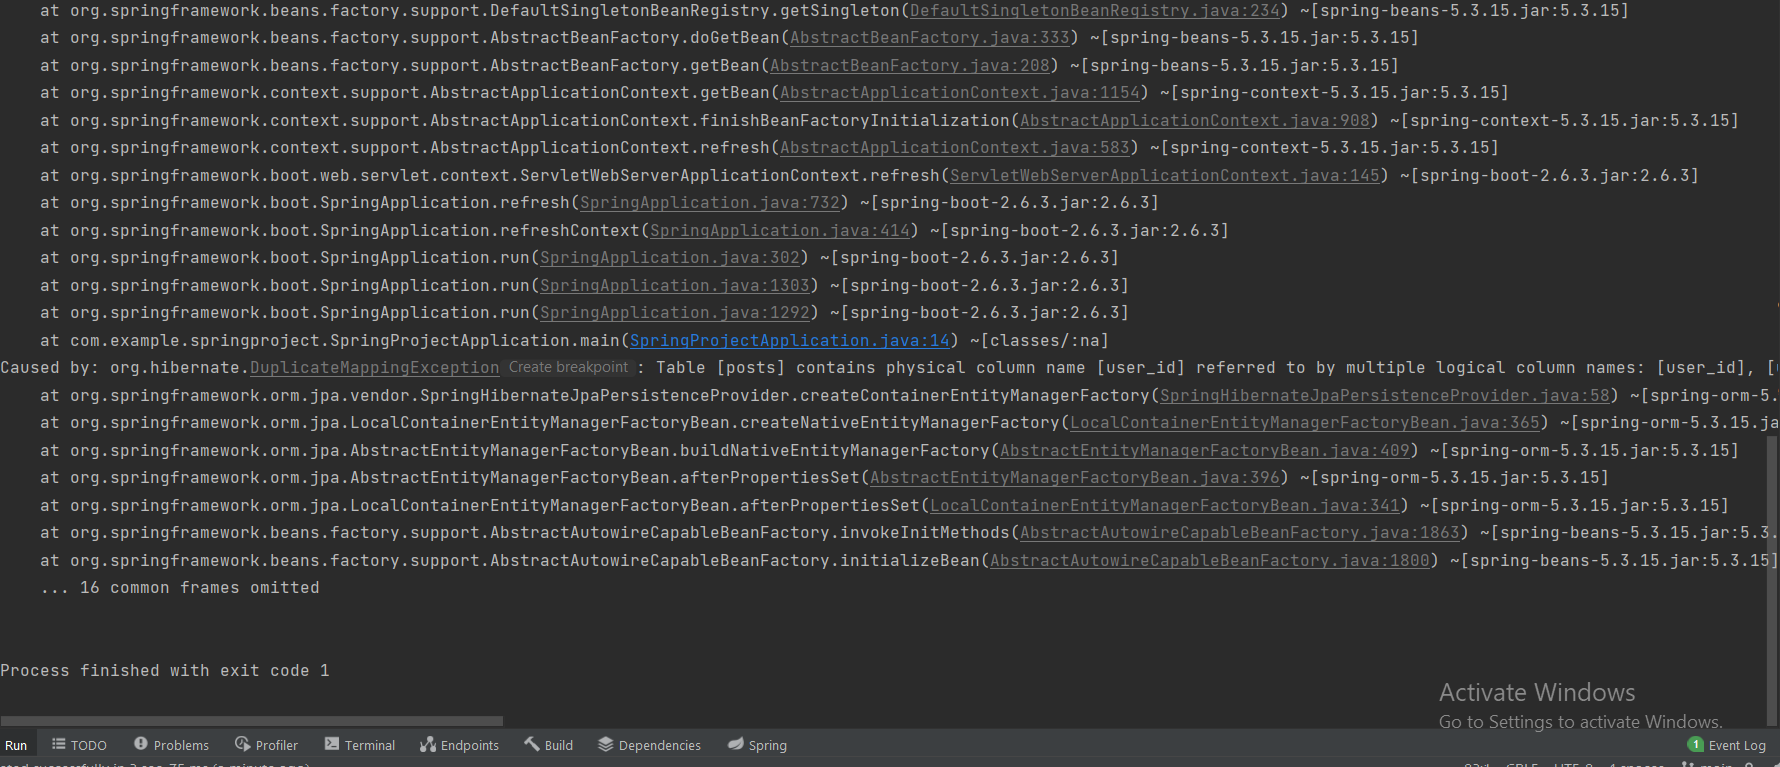 at org.springframework.beans.factory.support.DefaultSingletonBeanRegistry.getSingleton(DefaultSingletonBeanRegistry.java:234) ~[spring-beans-5.3.15.jar:5.3.15]
at org.springframework.beans.factory.support.AbstractBeanFactory.doGetBean(AbstractBeanFactory.java:333) ~[spring-beans-5.3.15.jar:5.3.15]
at org.springframework.beans.factory.support.AbstractBeanFactory.getBean(AbstractBeanFactory.java:208) ~[spring-beans-5.3.15.jar:5.3.15]
at org.springframework.context.support.AbstractApplicationContext.getBean(AbstractApplicationContext.java:1154) ~[spring-context-5.3.15.jar:5.3.15]
at org.springframework.context.support.AbstractApplicationContext.finishBeanFactoryInitialization(AbstractApplicationContext.java:908) ~[spring-context-5.3.15.jar:5.3.15]
at org.springframework.context.support.AbstractApplicationContext.refresh(AbstractApplicationContext.java:583) ~[spring-context-5.3.15.jar:5.3.15]
at org.springframework.boot.web.servlet.context.ServletWebServerApplicationContext.refresh(ServletWebServerApplicationContext.java:145) ~[spring-boot-2.6.3.jar:2.6.3]
at org.springframework.boot.SpringApplication.refresh(SpringApplication.java:732) ~[spring-boot-2.6.3.jar:2.6.3]
at org.springframework.boot.SpringApplication.refreshContext(SpringApplication.java:414) ~[spring-boot-2.6.3.jar:2.6.3]
at org.springframework.boot.SpringApplication.run(SpringApplication.java:302) ~[spring-boot-2.6.3.jar:2.6.3]
at org.springframework.boot.SpringApplication.run(SpringApplication.java:1303) ~[spring-boot-2.6.3.jar:2.6.3]
at org.springframework.boot.SpringApplication.run(SpringApplication.java:1292) ~[spring-boot-2.6.3.jar:2.6.3]
at com.example.springproject.SpringProjectApplication.main(SpringProjectApplication.java:14) ~[classes/:na]
Caused by: org.hibernate.DuplicateMappingException Create breakpoint : Table [posts] contains physical column name [user_id] referred to by multiple logical column names: [user_id], [
at org.springframework.orm.jpa.vendor.SpringHibernateJpaPersistenceProvider.createContainerEntityManagerFactory(SpringHibernateJpaPersistenceProvider.java:58) ~[spring-orm-5.
at org.springframework.orm.jpa.LocalContainerEntityManagerFactoryBean.createNativeEntityManagerFactory(LocalContainerEntityManagerFactoryBean.java:365) ~[spring-orm-5.3.15.ja
at org.springframework.orm.jpa.AbstractEntityManagerFactoryBean.buildNativeEntityManagerFactory(AbstractEntityManagerFactoryBean.java:409) ~[spring-orm-5.3.15.jar:5.3.15]
at org.springframework.orm.jpa.AbstractEntityManagerFactoryBean.afterPropertiesSet(AbstractEntityManagerFactoryBean.java:396) ~[spring-orm-5.3.15.jar:5.3.15]
at org.springframework.orm.jpa.LocalContainerEntityManagerFactoryBean.afterPropertiesSet(LocalContainerEntityManagerFactoryBean.java:341) ~[spring-orm-5.3.15.jar:5.3.15]
at org.springframework.beans.factory.support.AbstractAutowireCapableBeanFactory.invokeInitMethods(AbstractAutowireCapableBeanFactory.java:1863) ~[spring-beans-5.3.15.jar:5.3.
at org.springframework.beans.factory.support.AbstractAutowireCapableBeanFactory.initializeBean(AbstractAutowireCapableBeanFactory.java:1800) ~[spring-beans-5.3.15.jar:5.3.15]
... 16 common frames omitted
Process finished with exit code 1
Activate Windows
Go to Settings to activate Windows.
Run TODO Problems Profiler Terminal Endpoints Build Dependencies Spring 1 Event Log